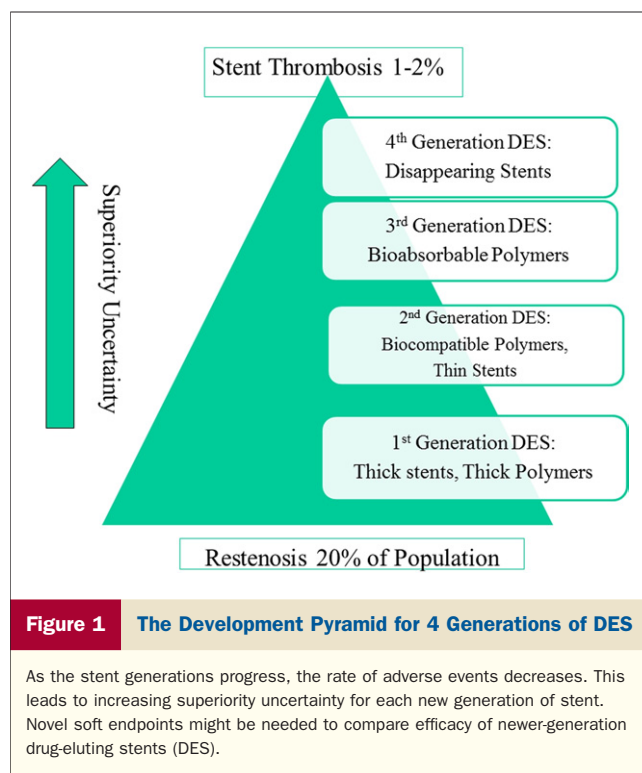 Stent Thrombosis 1-2%
4th Generation DES:
Disappearing Stents
3rd Generation DES:
Bioabsorbable Polymers
2nd Generation DES:
Biocompatible Polymers,
Thin Stents
1st Generation DES:
Thick stents, Thick Polymers
Superiority Uncertainty
Restenosis 20% of Population
Figure 1 The Development Pyramid for 4 Generations of DES
As the stent generations progress, the rate of adverse events decreases. This
leads to increasing superiority uncertainty for each new generation of stent.
Novel soft endpoints might be needed to compare efficacy of newer-generation
drug-eluting stents (DES).